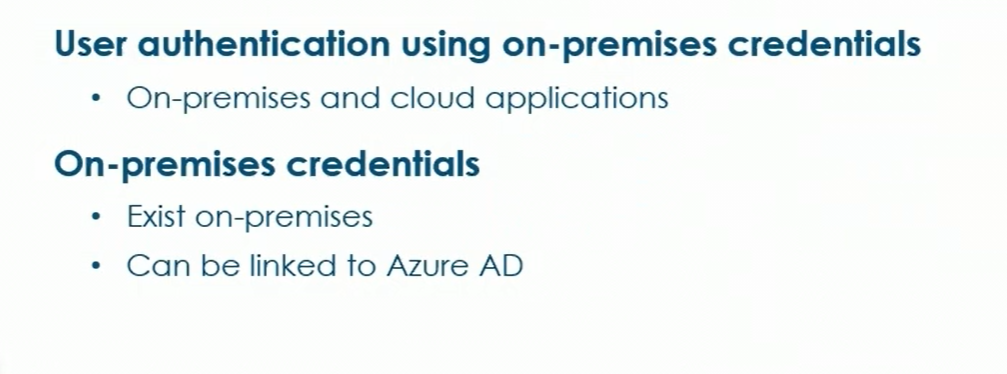 User authentication using on-premises credentials
• On-premises and cloud applications
On-premises credentials
• Exist on-premises
• Can be linked to Azure AD